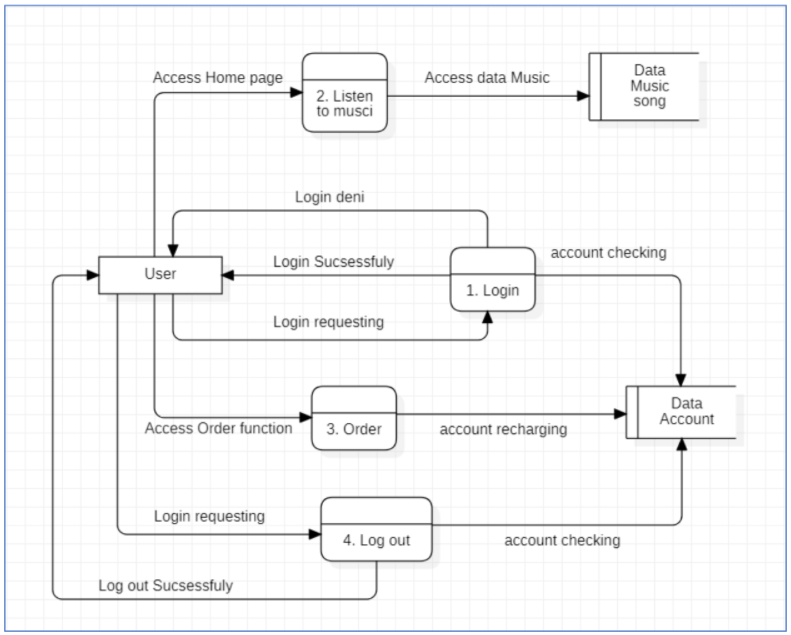 Access Home page
2. Listen
to musci
Access data Music
Data
Music
song
Login deni
User
Login Sucsessfuly
1. Login
account checking
Login requesting
Data
Account
3. Order
Access Order function
account recharging
Login requesting
4. Log out
account checking
Log out Sucsessfuly